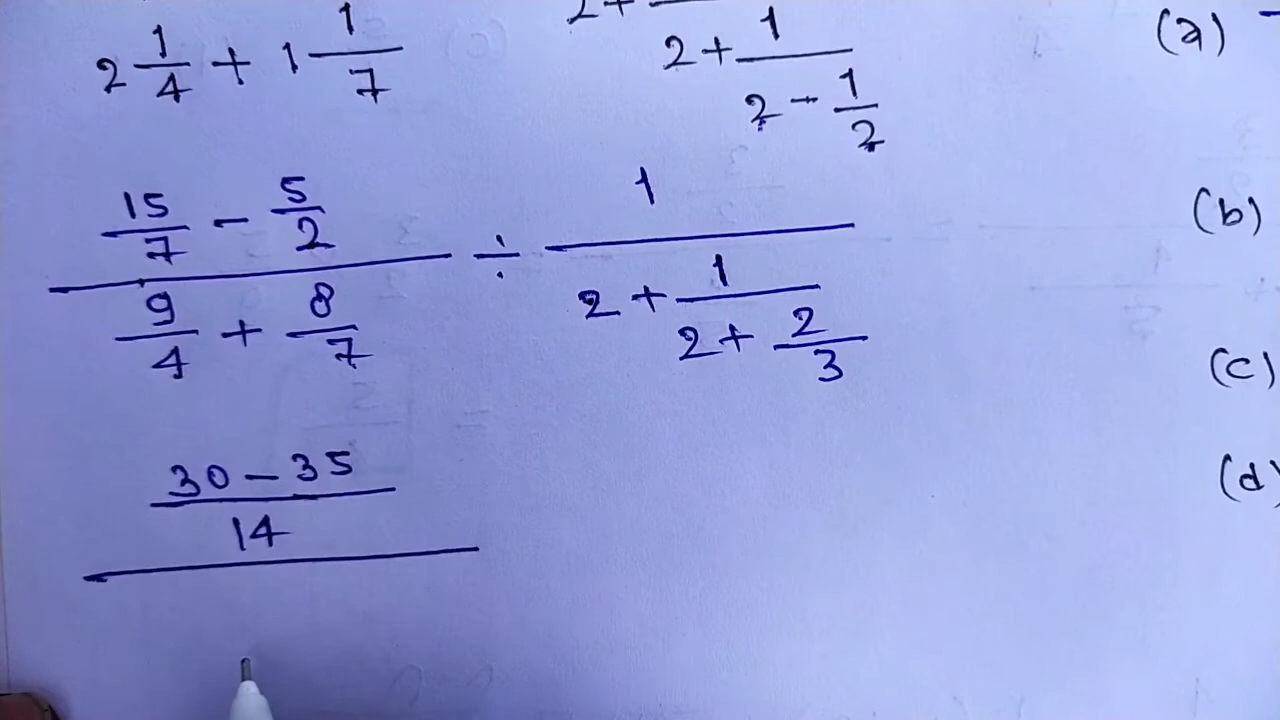 2 1/4 + 1 1/7
2 +
2 + 1/(2 - 1/2)
(a)
(15/7 - 5/2)/(9/4 + 8/7) ÷ 1/(2 + 1/(2 + 2/3))
(b)
(c)
(30 - 35)/14
(d)